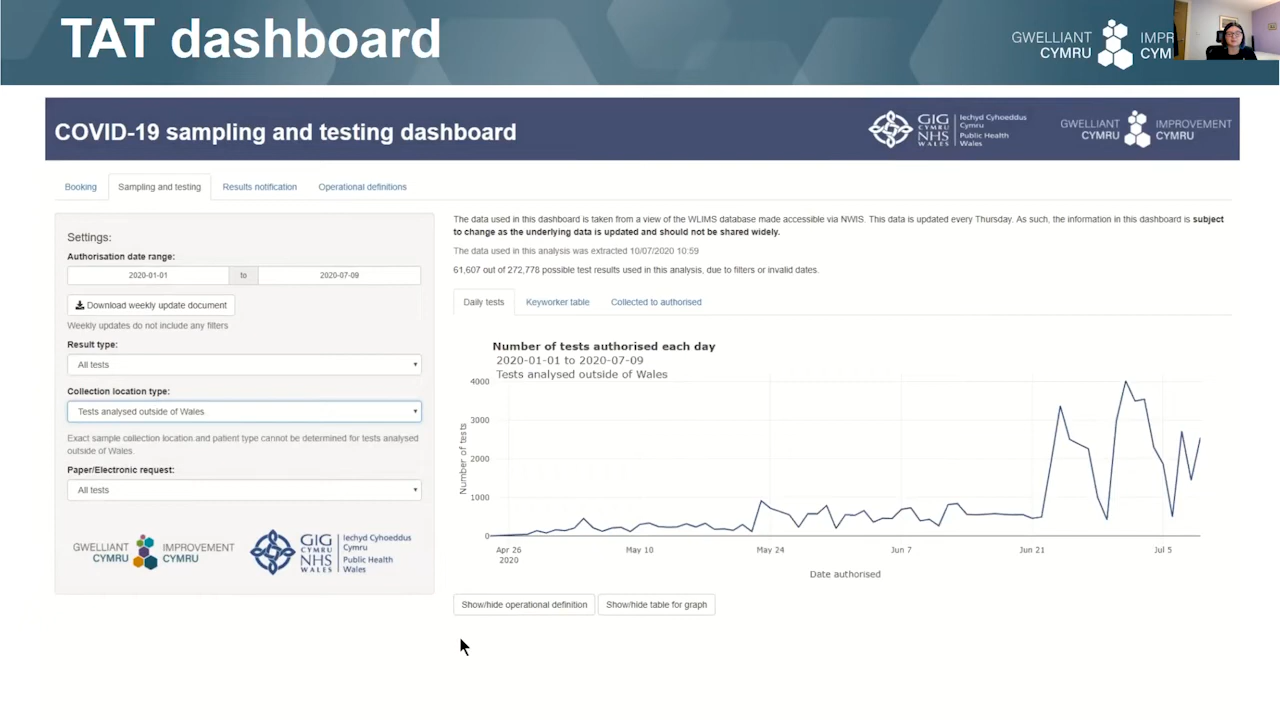 TAT dashboard
GWELLIANT
CYMRU
COVID-19 sampling and testing dashboard
GIG
CYMRU
NHS
WALES
Iechyd Cyhoeddus
Cymru
Public Health
Wales
GWELLIANT
CYMRU
IMPROVEMENT
CYMRU
Booking
Sampling and testing
Results notification
Operational definitions
Settings:
Authorisation date range:
2020-01-01
to
2020-07-09
Download weekly update document
Weekly updates do not include any filters
Result type:
All tests
Collection location type:
Tests analysed outside of Wales
Exact sample collection location and patient type cannot be determined for tests analysed
outside of Wales.
Paper/Electronic request:
All tests
GWELLIANT
CYMRU
IMPROVEMENT
CYMRU
GIG
CYMRU
NHS
WALES
Iechyd Cyhoeddus
Cymru
Public Health
Wales
The data used in this dashboard is taken from a view of the WLIMS database made accessible via NWIS. This data is updated every Thursday. As such, the information in this dashboard is subject
to change as the underlying data is updated and should not be shared widely.
The data used in this analysis was extracted 10/07/2020 10:59
61,607 out of 272,778 possible test results used in this analysis, due to filters or invalid dates.
Daily tests
Keyworker table
Collected to authorised
Number of tests authorised each day
2020-01-01 to 2020-07-09
Tests analysed outside of Wales
4000
3000
2000
1000
0
Number of tests
Apr 26
2020
May 10
May 24
Jun 7
Jun 21
Jul 5
Date authorised
Show/hide operational definition
Show/hide table for graph